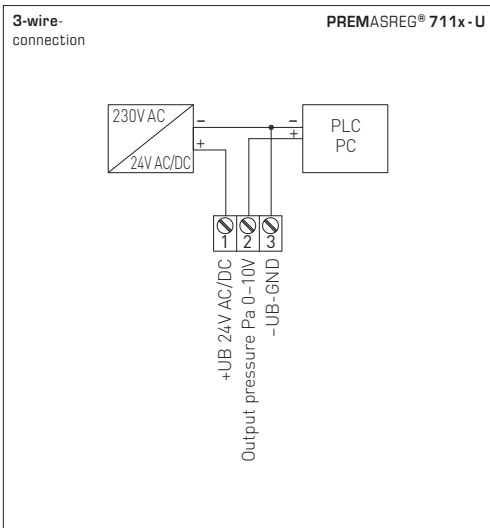 3-wire-
connection
PREMASREG® 711x - U
230V AC
24V AC/DC
–
+
–
+
PLC
PC
1
2
3
+UB 24V AC/DC
Output pressure Pa 0–10V
–UB-GND